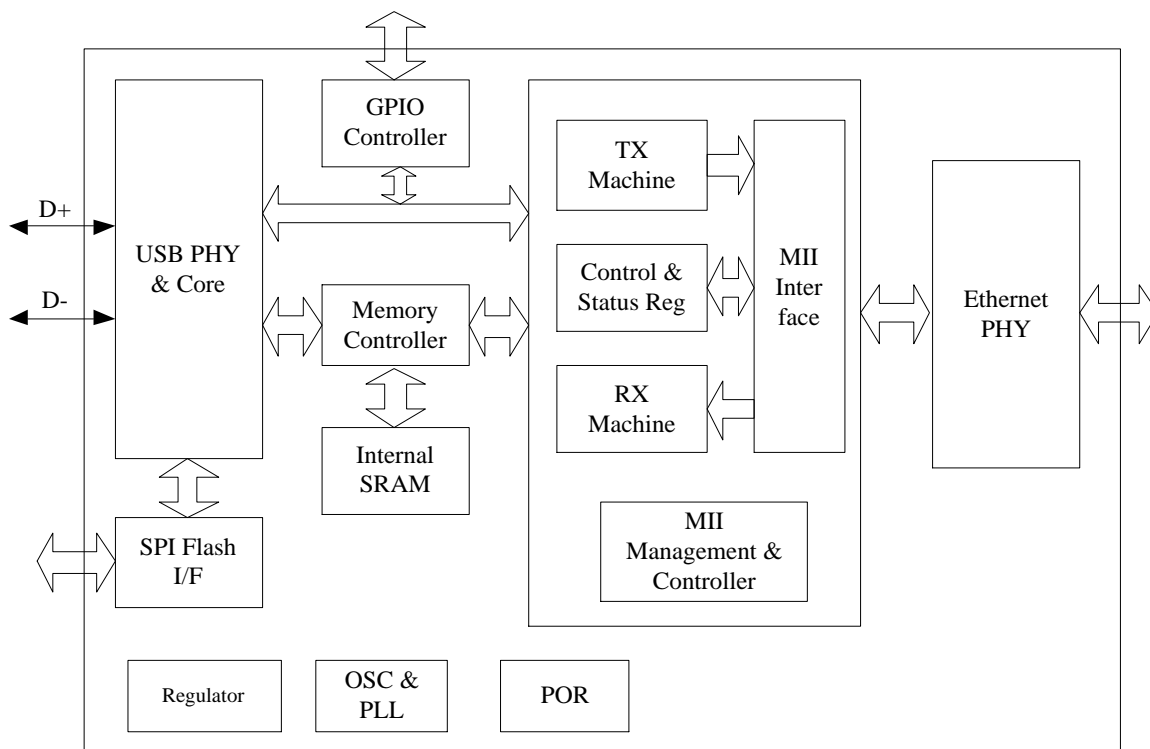 GPIO
Controller
TX
Machine
D+
USB PHY
& Core
MII
Inter
face
Control &
Status Reg
Ethernet
PHY
D-
Memory
Controller
RX
Machine
Internal
SRAM
MII
Management &
Controller
SPI Flash
I/F
Regulator
OSC &
PLL
POR